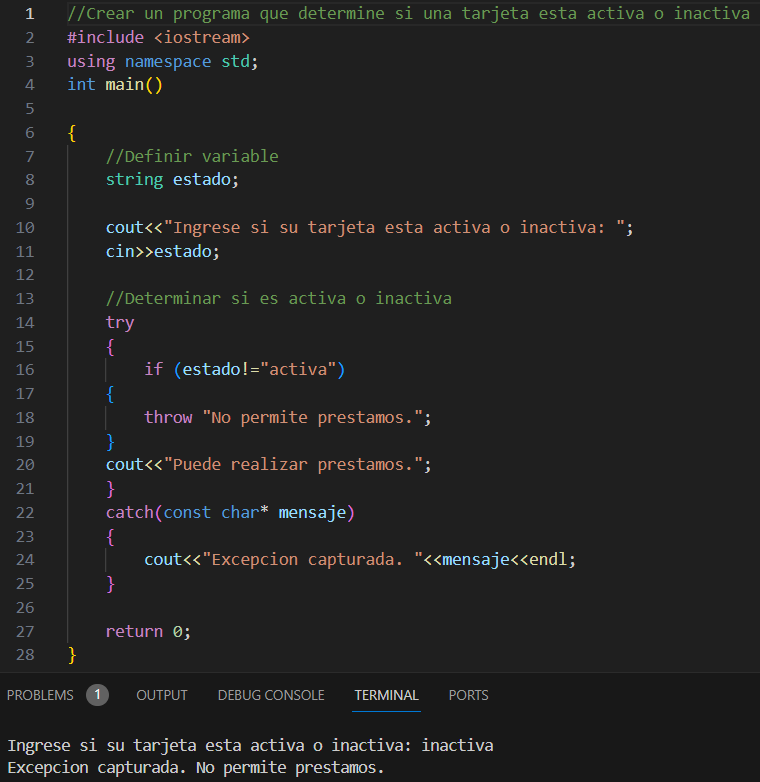 1 //Crear un programa que determine si una tarjeta esta activa o inactiva
2 #include <iostream>
3 using namespace std;
4 int main()
5
6 {
7     //Definir variable
8     string estado;
9
10     cout<<"Ingrese si su tarjeta esta activa o inactiva: ";
11     cin>>estado;
12
13     //Determinar si es activa o inactiva
14     try
15     {
16         if (estado!="activa")
17     {
18         throw "No permite prestamos.";
19     }
20     cout<<"Puede realizar prestamos.";
21     }
22     catch(const char* mensaje)
23     {
24         cout<<"Excepcion capturada. "<<mensaje<<endl;
25     }
26
27     return 0;
28 }
PROBLEMS 1 OUTPUT DEBUG CONSOLE TERMINAL PORTS
Ingrese si su tarjeta esta activa o inactiva: inactiva
Excepcion capturada. No permite prestamos.